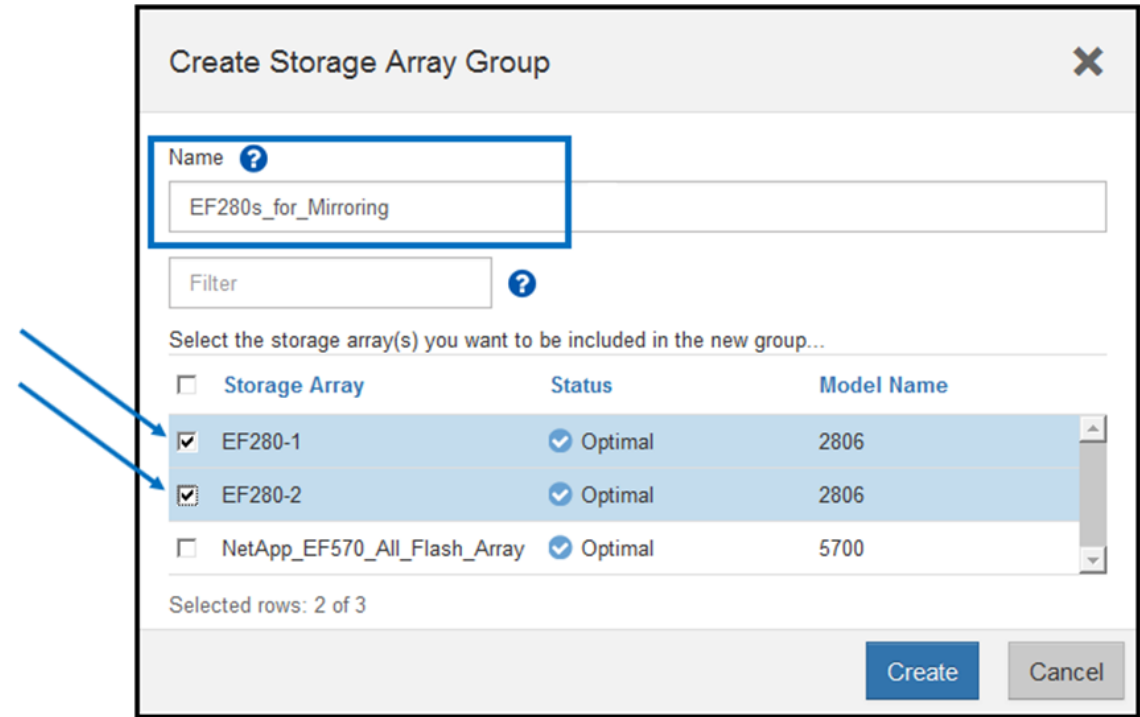 Create Storage Array Group
Name ?
EF280s_for_Mirroring
Filter ?
Select the storage array(s) you want to be included in the new group...
Storage Array Status Model Name
EF280-1 Optimal 2806
EF280-2 Optimal 2806
NetApp_EF570_All_Flash_Array Optimal 5700
Selected rows: 2 of 3
Create Cancel